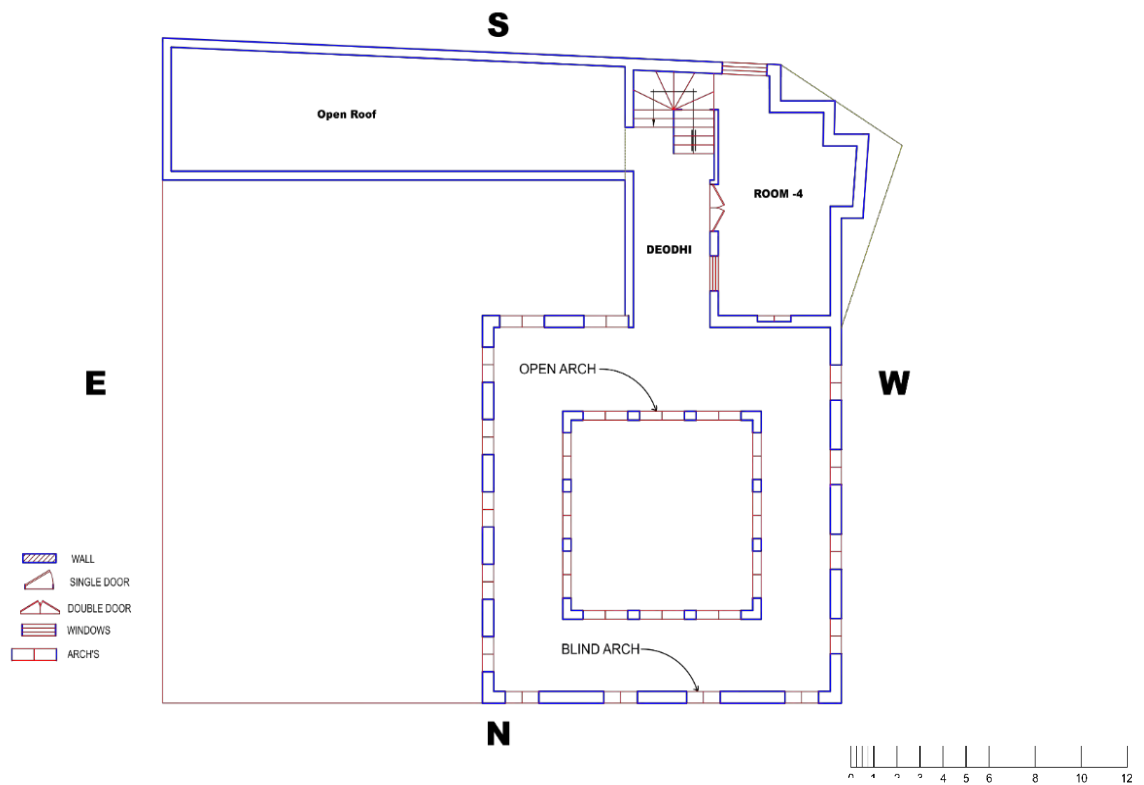 S
Open Roof
ROOM -4
DEODHI
OPEN ARCH
E
W
WALL
SINGLE DOOR
DOUBLE DOOR
WINDOWS
ARCH'S
BLIND ARCH
N
0 1 2 3 4 5 6 8 10 12